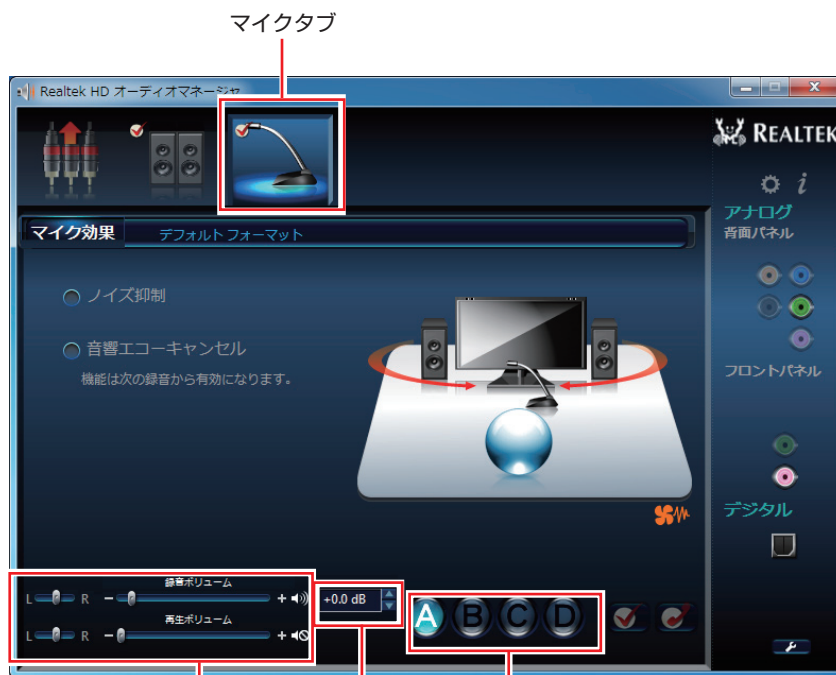 マイクタブ
Realtek HD オーディオマネージャ
REALTEK
アナログ
背面パネル
マイク効果 デフォルト フォーマット
ノイズ抑制
音響エコーキャンセル
機能は次の録音から有効になります。
フロントパネル
デジタル
録音ボリューム
L R - + +0.0 dB
A B C D
再生ボリューム
L R - +